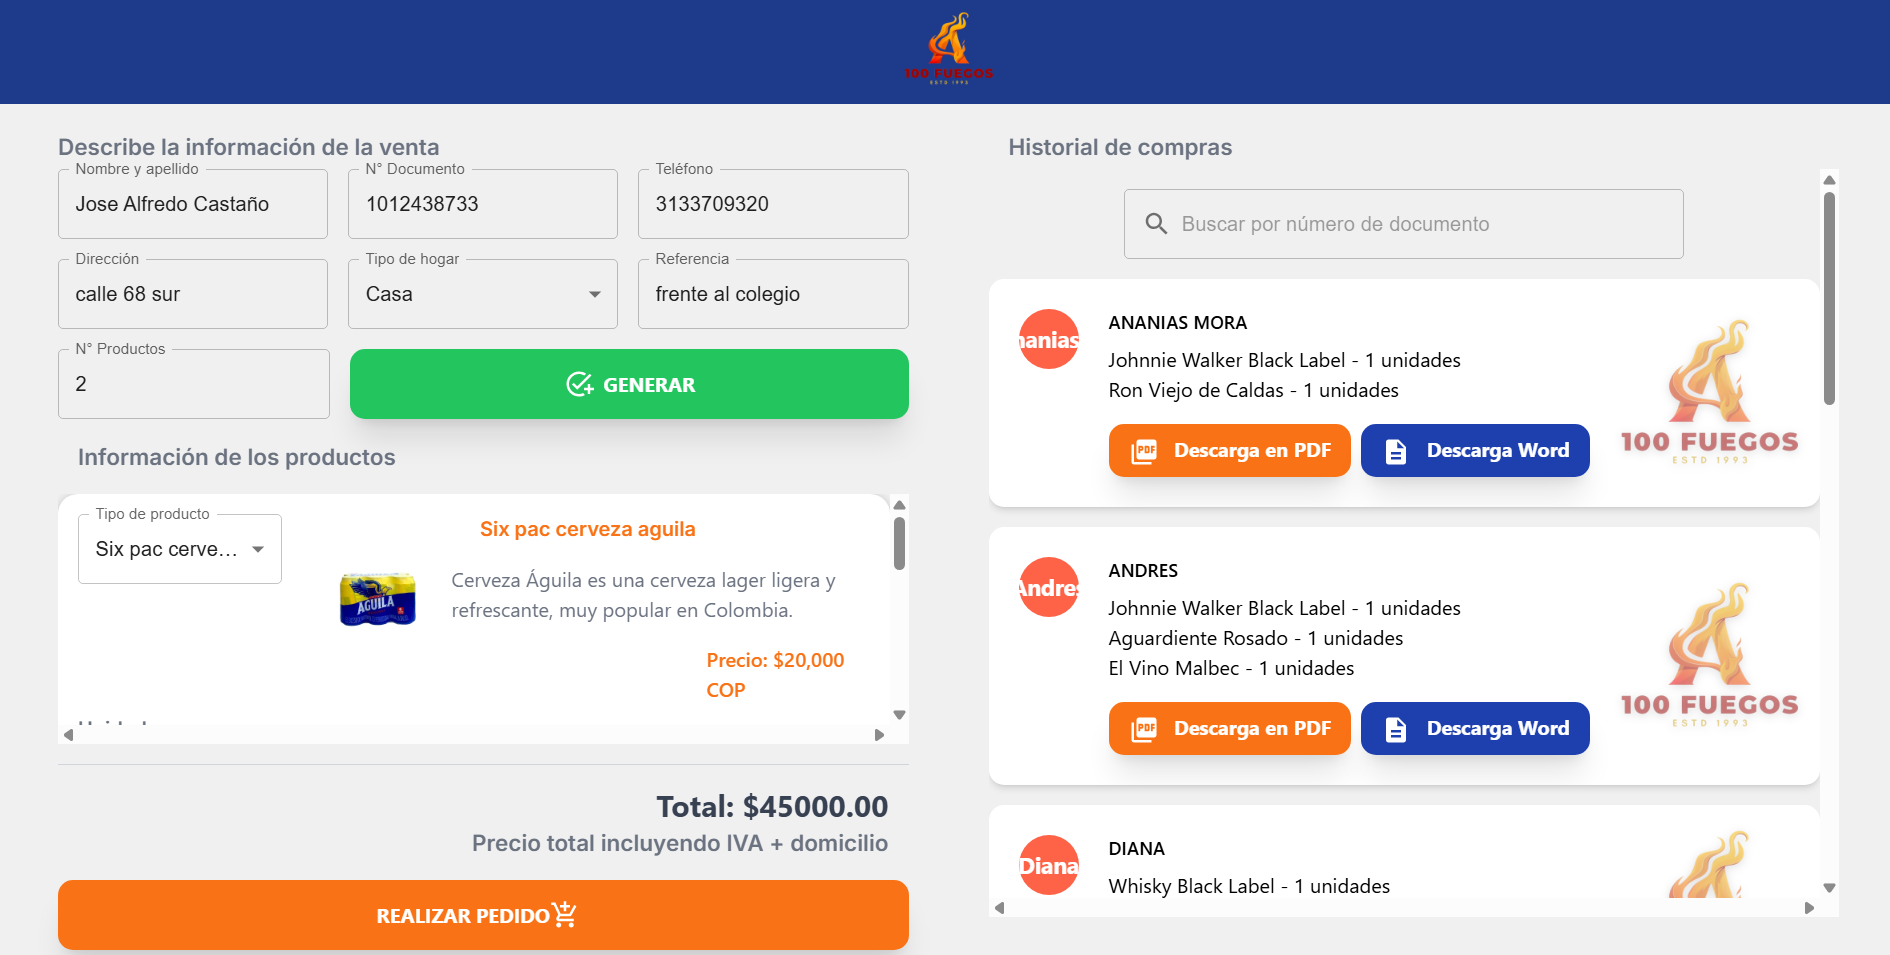 100 FUEGOS
ESTD 1993
Describe la información de la venta
Nombre y apellido
Jose Alfredo Castaño
N° Documento
1012438733
Teléfono
3133709320
Dirección
calle 68 sur
Tipo de hogar
Casa
Referencia
frente al colegio
N° Productos
2
GENERAR
Información de los productos
Tipo de producto
Six pac cerve...
Six pac cerveza aguila
AGUILA
Cerveza Águila es una cerveza lager ligera y
refrescante, muy popular en Colombia.
Precio: $20,000
COP
Total: $45000.00
Precio total incluyendo IVA + domicilio
REALIZAR PEDIDO
Historial de compras
Buscar por número de documento
nanias
ANANIAS MORA
Johnnie Walker Black Label - 1 unidades
Ron Viejo de Caldas - 1 unidades
PDF
Descarga en PDF
Descarga Word
100 FUEGOS
ESTD 1993
Andres
ANDRES
Johnnie Walker Black Label - 1 unidades
Aguardiente Rosado - 1 unidades
El Vino Malbec - 1 unidades
PDF
Descarga en PDF
Descarga Word
100 FUEGOS
ESTD 1993
Diana
DIANA
Whisky Black Label - 1 unidades